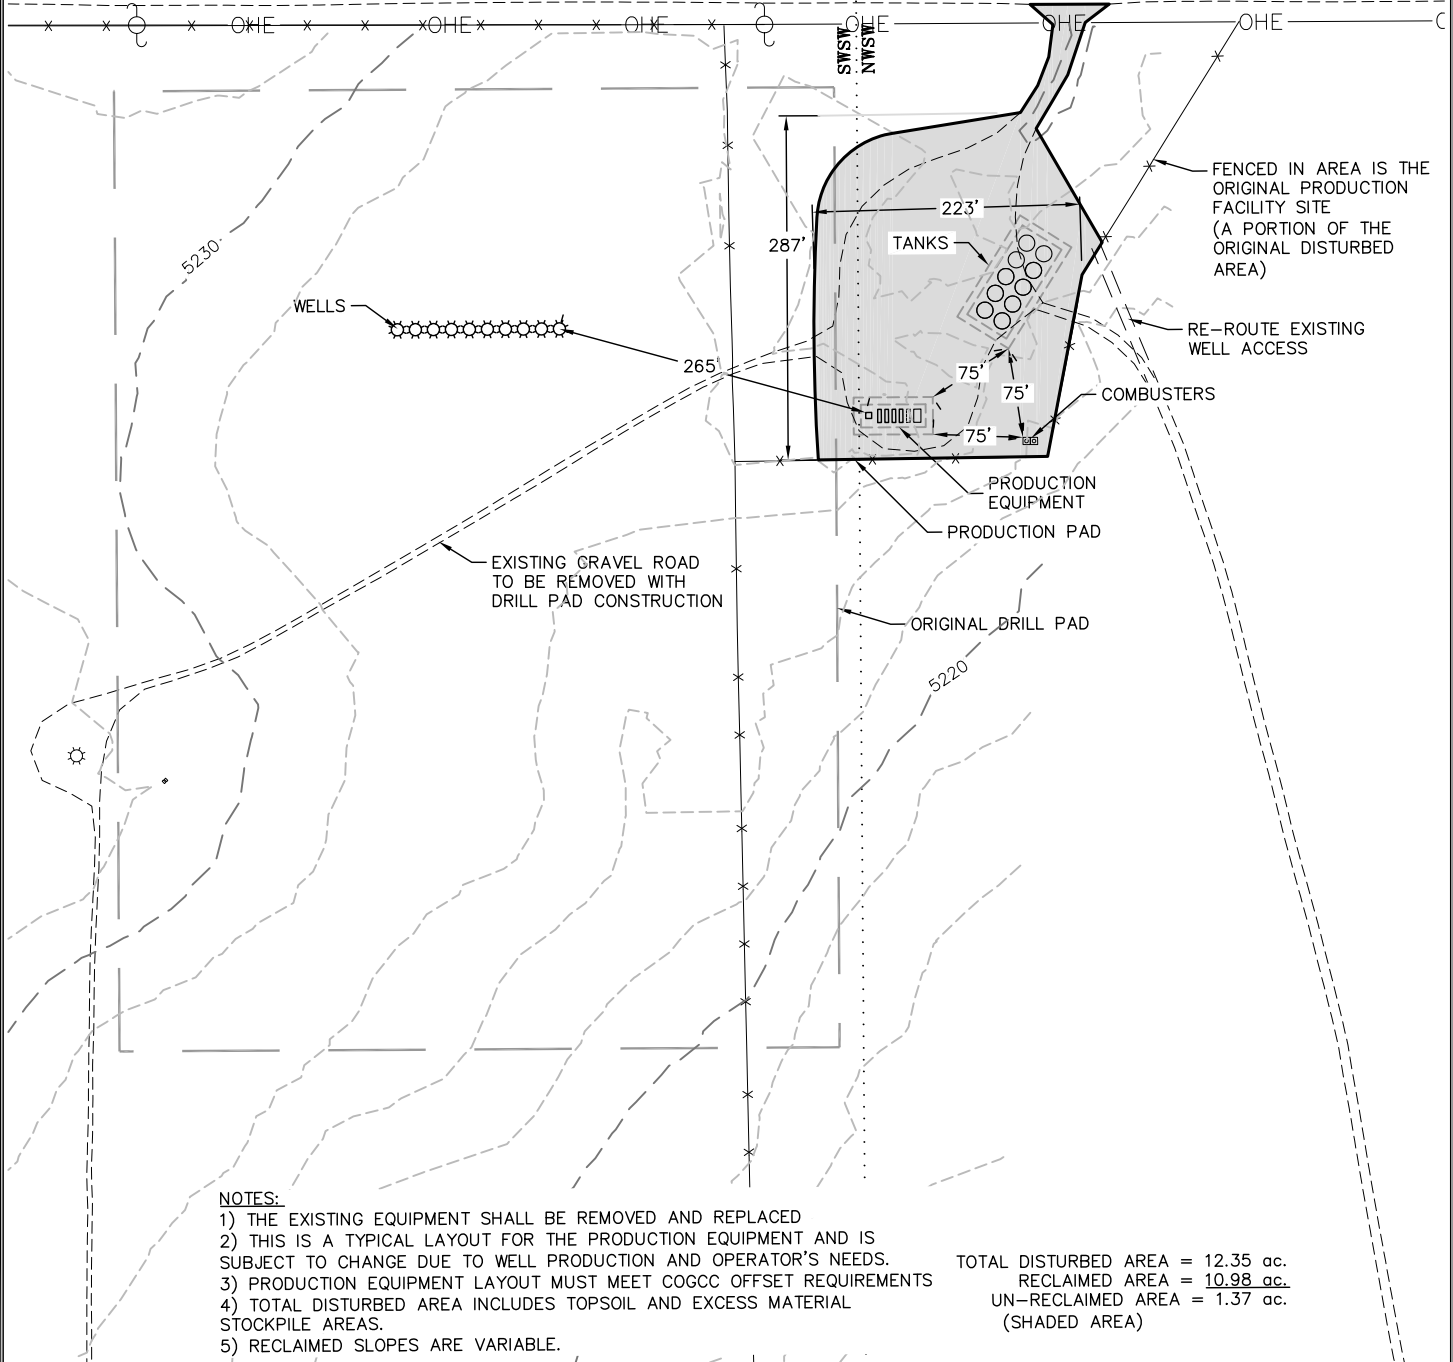 OHE OHE OHE OHE OHE OHE
SWSW
NWSW
5230
WELLS
287'
223'
TANKS
FENCED IN AREA IS THE
ORIGINAL PRODUCTION
FACILITY SITE
(A PORTION OF THE
ORIGINAL DISTURBED
AREA)
RE-ROUTE EXISTING
WELL ACCESS
265'
75'
75'
COMBUSTERS
75'
PRODUCTION
EQUIPMENT
PRODUCTION PAD
EXISTING GRAVEL ROAD
TO BE REMOVED WITH
DRILL PAD CONSTRUCTION
ORIGINAL DRILL PAD
5220
NOTES:
1) THE EXISTING EQUIPMENT SHALL BE REMOVED AND REPLACED
2) THIS IS A TYPICAL LAYOUT FOR THE PRODUCTION EQUIPMENT AND IS
SUBJECT TO CHANGE DUE TO WELL PRODUCTION AND OPERATOR'S NEEDS.
3) PRODUCTION EQUIPMENT LAYOUT MUST MEET COGCC OFFSET REQUIREMENTS
4) TOTAL DISTURBED AREA INCLUDES TOPSOIL AND EXCESS MATERIAL
STOCKPILE AREAS.
5) RECLAIMED SLOPES ARE VARIABLE.
TOTAL DISTURBED AREA = 12.35 ac.
RECLAIMED AREA = 10.98 ac.
UN-RECLAIMED AREA = 1.37 ac.
(SHADED AREA)